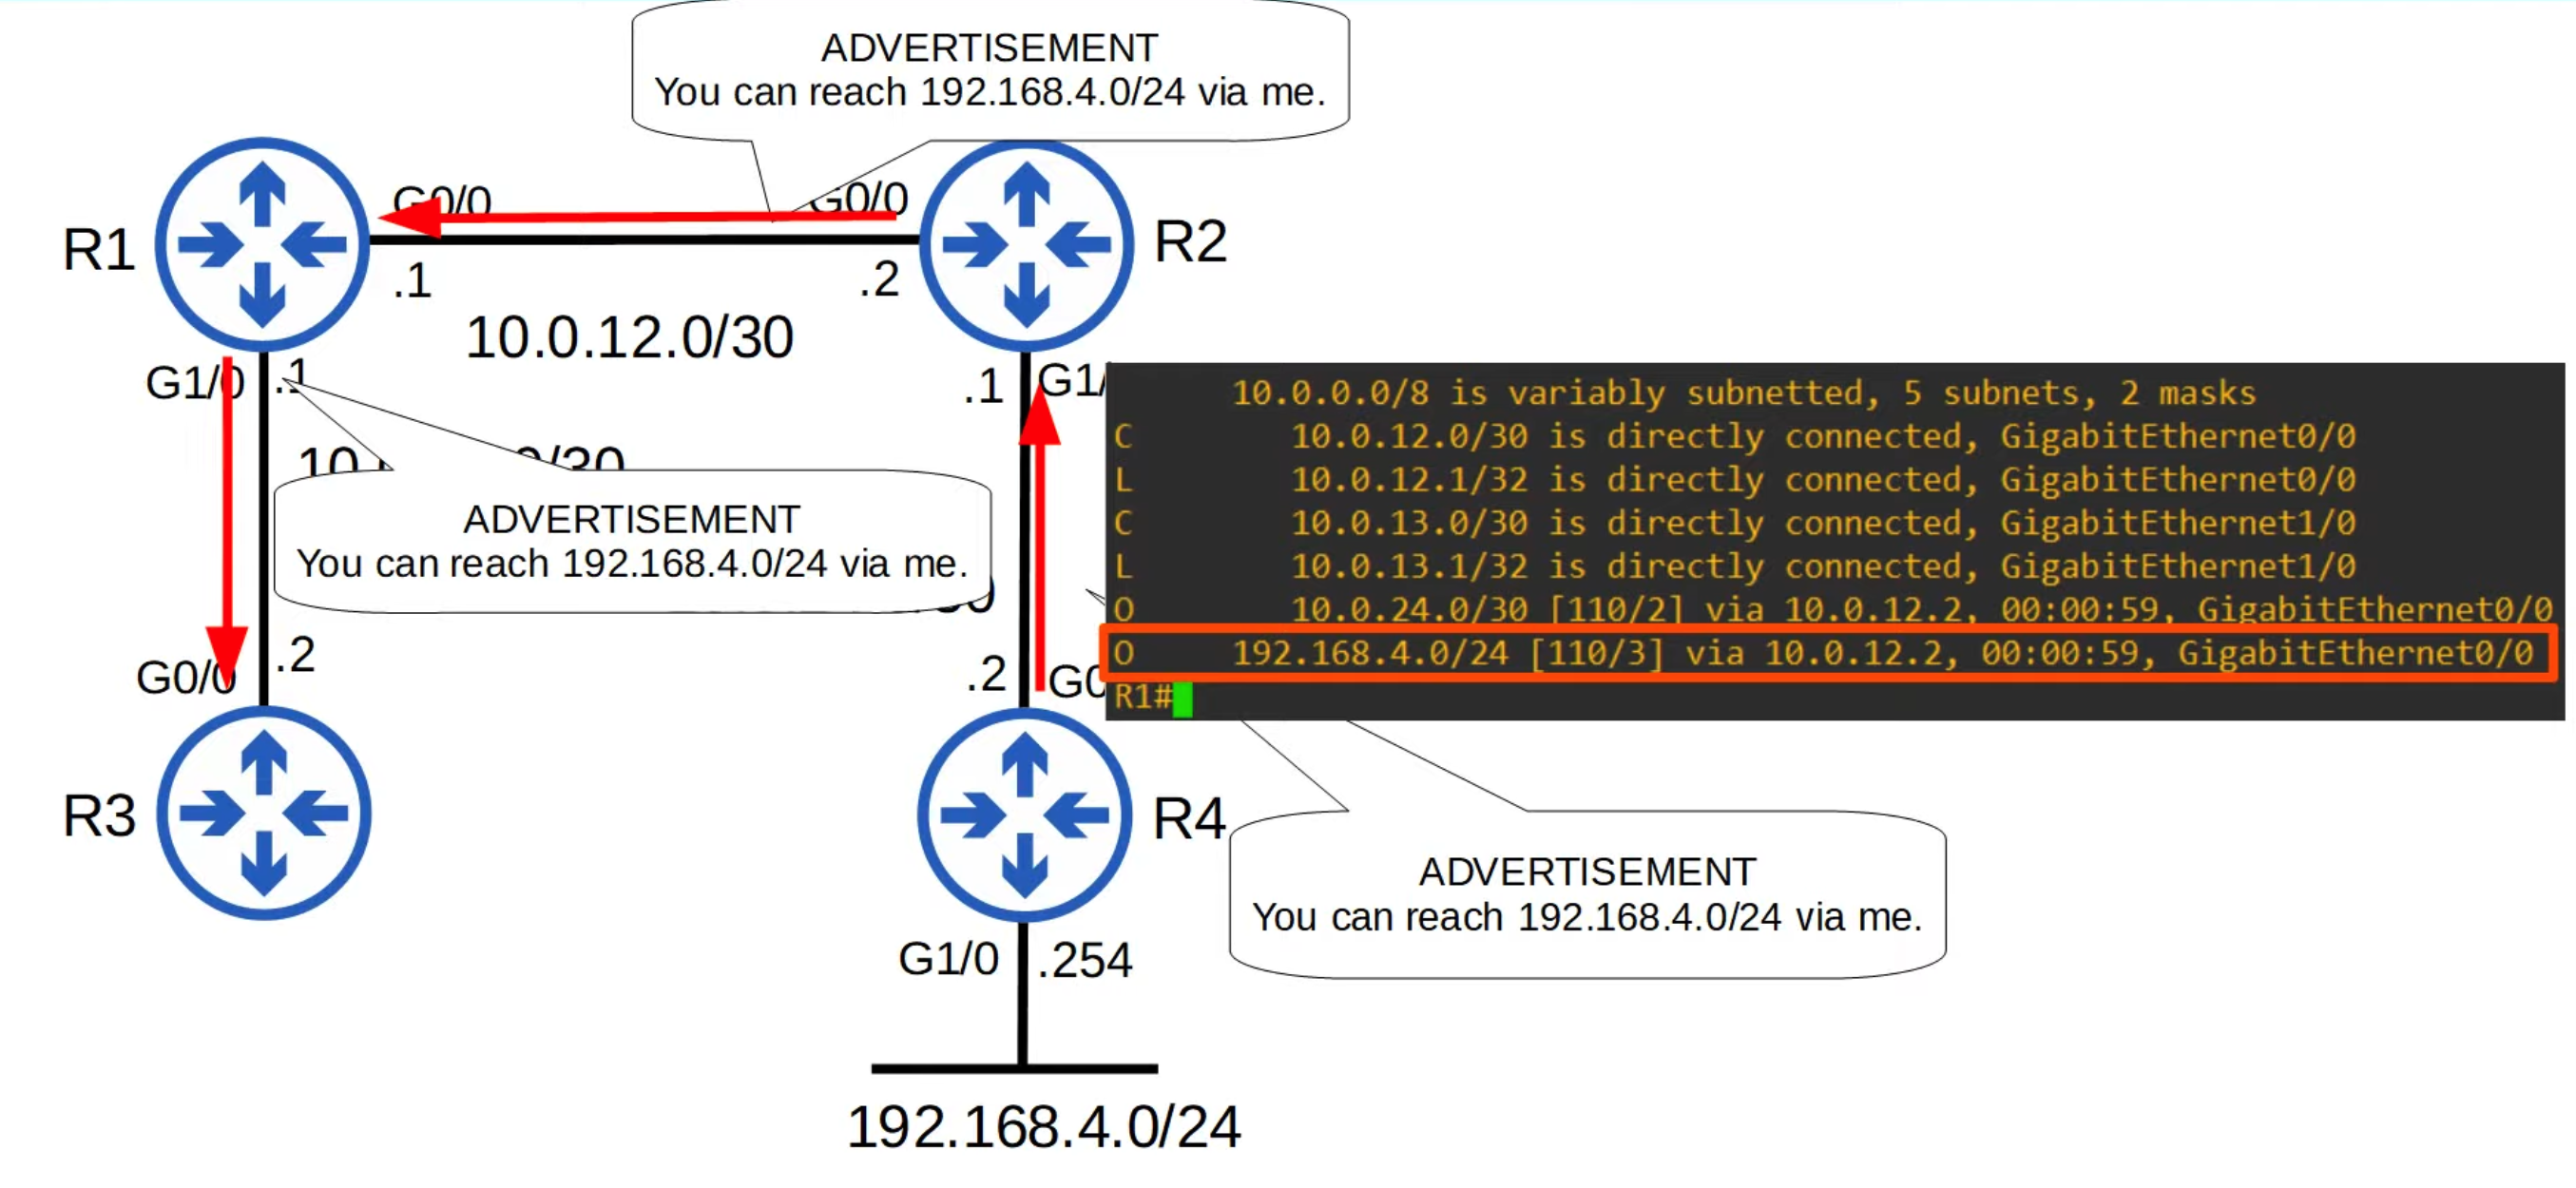 ADVERTISEMENT
You can reach 192.168.4.0/24 via me.
G0/0
G0/0
R1
R2
.1
.2
10.0.12.0/30
G1/0
.1
.1
G1/
0/30
ADVERTISEMENT
You can reach 192.168.4.0/24 via me.
G0/0
.2
.2
G0
10.0.0.0/8 is variably subnetted, 5 subnets, 2 masks
C 10.0.12.0/30 is directly connected, GigabitEthernet0/0
L 10.0.12.1/32 is directly connected, GigabitEthernet0/0
C 10.0.13.0/30 is directly connected, GigabitEthernet1/0
L 10.0.13.1/32 is directly connected, GigabitEthernet1/0
O 10.0.24.0/30 [110/2] via 10.0.12.2, 00:00:59, GigabitEthernet0/0
O 192.168.4.0/24 [110/3] via 10.0.12.2, 00:00:59, GigabitEthernet0/0
R1#
R3
R4
ADVERTISEMENT
You can reach 192.168.4.0/24 via me.
G1/0
.254
192.168.4.0/24